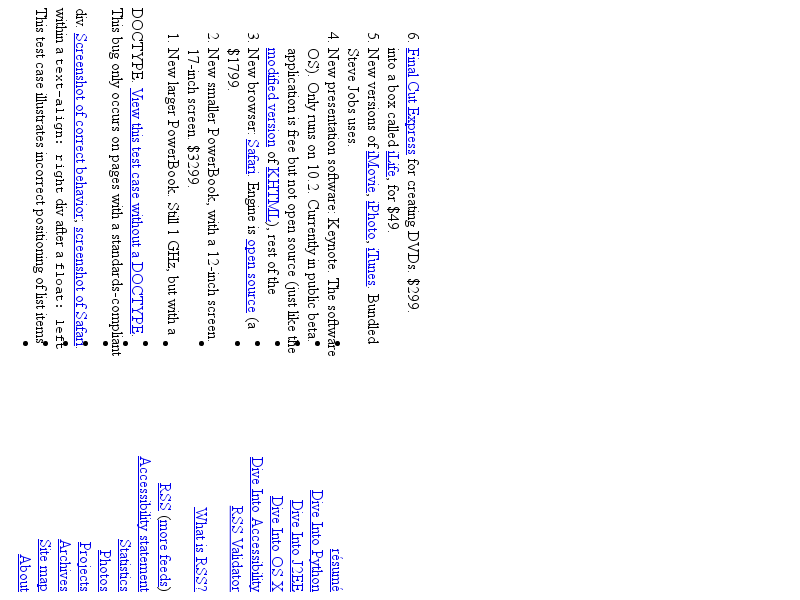 This test case illustrates incorrect positioning of list items
within a text-align: right div after a float: left
div. Screenshot of correct behavior; screenshot of Safari.
This bug only occurs on pages with a standards-compliant
DOCTYPE. View this test case without a DOCTYPE.
1. New larger PowerBook. Still 1 GHz, but with a
17-inch screen. $3299.
2. New smaller PowerBook, with a 12-inch screen.
$1799.
3. New browser: Safari. Engine is open source (a
modified version of KHTML), rest of the
application is free but not open source (just like the
OS). Only runs on 10.2. Currently in public beta.
4. New presentation software: Keynote. The software
Steve Jobs uses.
5. New versions of iMovie, iPhoto, iTunes. Bundled
into a box called iLife, for $49.
6. Final Cut Express for creating DVDs. $299.
About
Site map
Archives
Projects
Photos
Statistics
Accessibility statement
RSS (more feeds)
What is RSS?
RSS Validator
Dive Into Accessibility
Dive Into OS X
Dive Into J2EE
Dive Into Python
résumé